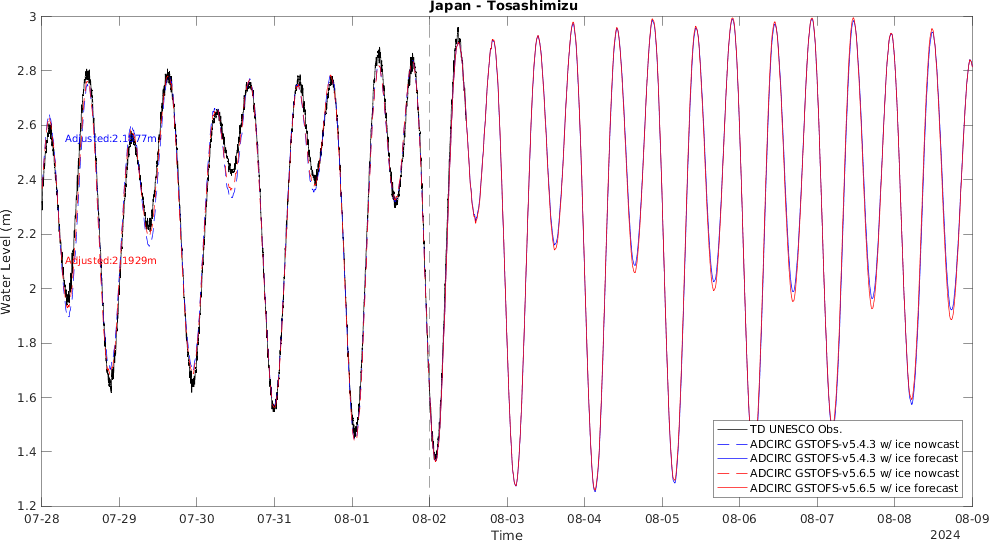 Japan - Tosashimizu
Water Level (m)
3
2.8
2.6
2.4
2.2
2
1.8
1.6
1.4
1.2
Adjusted:2.1977m
Adjusted:2.1929m
TD UNESCO Obs.
ADCIRC GSTOFS-v5.4.3 w/ ice nowcast
ADCIRC GSTOFS-v5.4.3 w/ ice forecast
ADCIRC GSTOFS-v5.6.5 w/ ice nowcast
ADCIRC GSTOFS-v5.6.5 w/ ice forecast
07-28 07-29 07-30 07-31 08-01 08-02 08-03 08-04 08-05 08-06 08-07 08-08 08-09
Time
2024